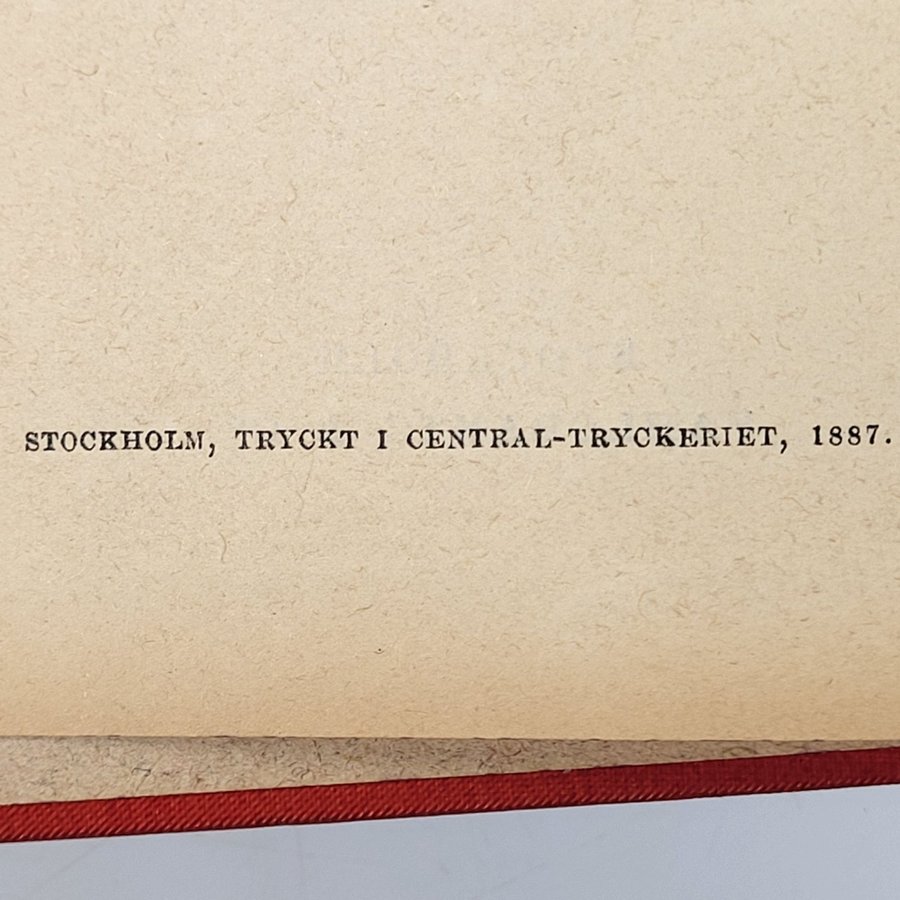 STOCKHOLM, TRYCKT I CENTRAL-TRYCKERIET, 1887.